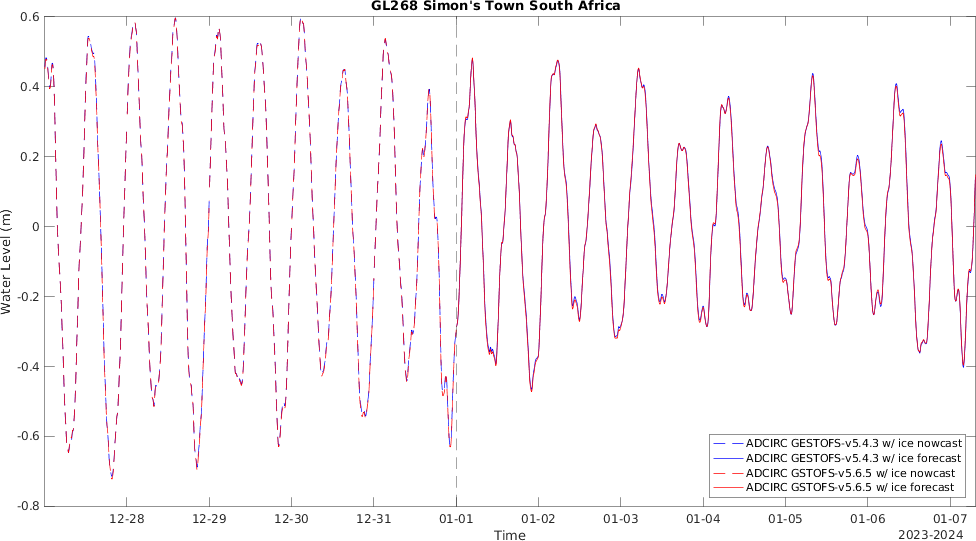 GL268 Simon's Town South Africa
0.6
0.4
0.2
0
-0.2
-0.4
-0.6
-0.8
Water Level (m)
ADCIRC GESTOFS-v5.4.3 w/ ice nowcast
ADCIRC GESTOFS-v5.4.3 w/ ice forecast
ADCIRC GSTOFS-v5.6.5 w/ ice nowcast
ADCIRC GSTOFS-v5.6.5 w/ ice forecast
12-28 12-29 12-30 12-31 01-01 01-02 01-03 01-04 01-05 01-06 01-07
Time
2023-2024